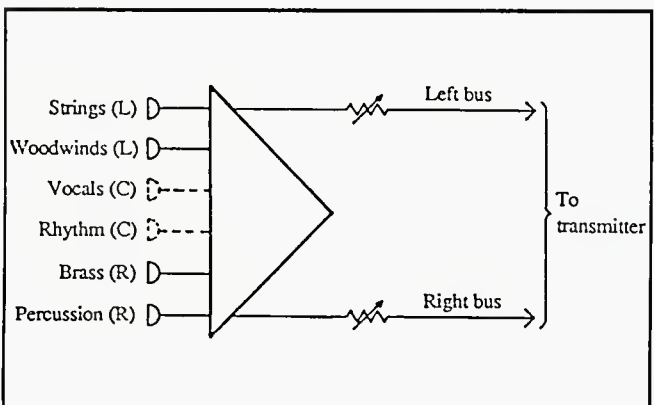 Strings (L)
Left bus
Woodwinds (L)
Vocals (C)
To
transmitter
Rhythm (C)
Brass (R)
Right bus
Percussion (R)